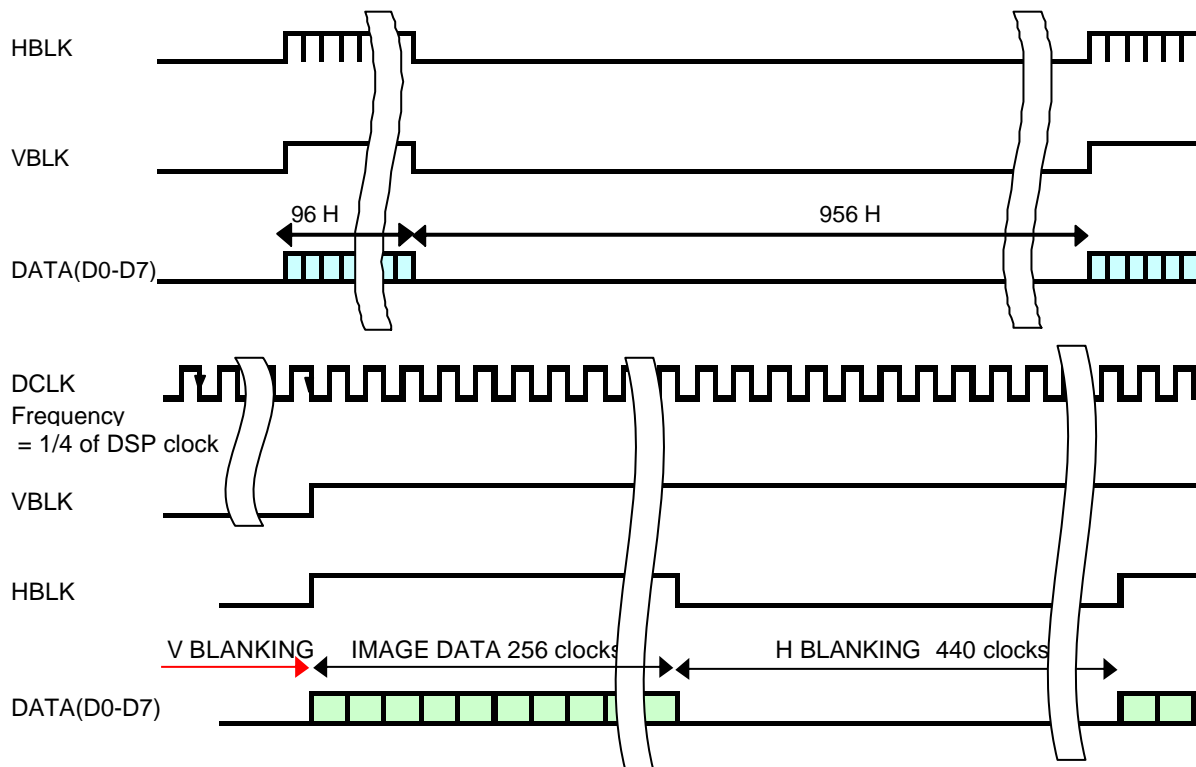 HBLK
VBLK
96 H
956 H
DATA(D0-D7)
DCLK
Frequency
= 1/4 of DSP clock
VBLK
HBLK
V BLANKING
IMAGE DATA 256 clocks
H BLANKING 440 clocks
DATA(D0-D7)